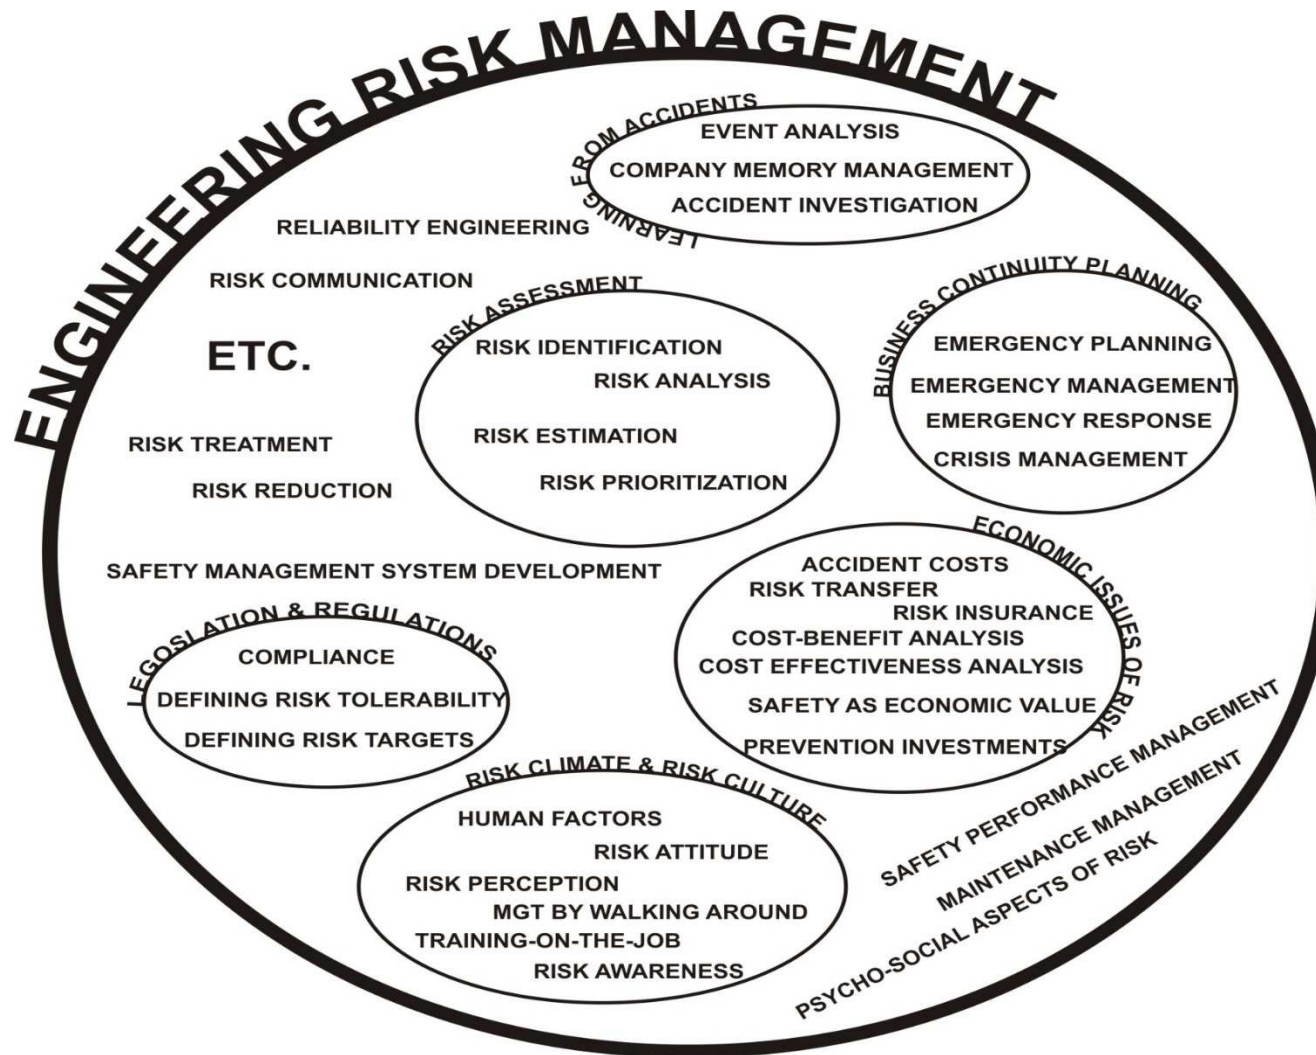 ENGINEERING RISK MANAGEMENT
LEARNING FROM ACCIDENTS
EVENT ANALYSIS
COMPANY MEMORY MANAGEMENT
ACCIDENT INVESTIGATION
RELIABILITY ENGINEERING
RISK COMMUNICATION
ETC.
RISK TREATMENT
RISK REDUCTION
RISK ASSESSMENT
RISK IDENTIFICATION
RISK ANALYSIS
RISK ESTIMATION
RISK PRIORITIZATION
BUSINESS CONTINUITY PLANNING
EMERGENCY PLANNING
EMERGENCY MANAGEMENT
EMERGENCY RESPONSE
CRISIS MANAGEMENT
SAFETY MANAGEMENT SYSTEM DEVELOPMENT
ECONOMIC ISSUES OF RISK
ACCIDENT COSTS
RISK TRANSFER
RISK INSURANCE
COST-BENEFIT ANALYSIS
COST EFFECTIVENESS ANALYSIS
SAFETY AS ECONOMIC VALUE
PREVENTION INVESTMENTS
LEGOSLATION & REGULATIONS
COMPLIANCE
DEFINING RISK TOLERABILITY
DEFINING RISK TARGETS
RISK CLIMATE & RISK CULTURE
HUMAN FACTORS
RISK ATTITUDE
RISK PERCEPTION
MGT BY WALKING AROUND
TRAINING-ON-THE-JOB
RISK AWARENESS
SAFETY PERFORMANCE MANAGEMENT
MAINTENANCE MANAGEMENT
PSYCHO-SOCIAL ASPECTS OF RISK